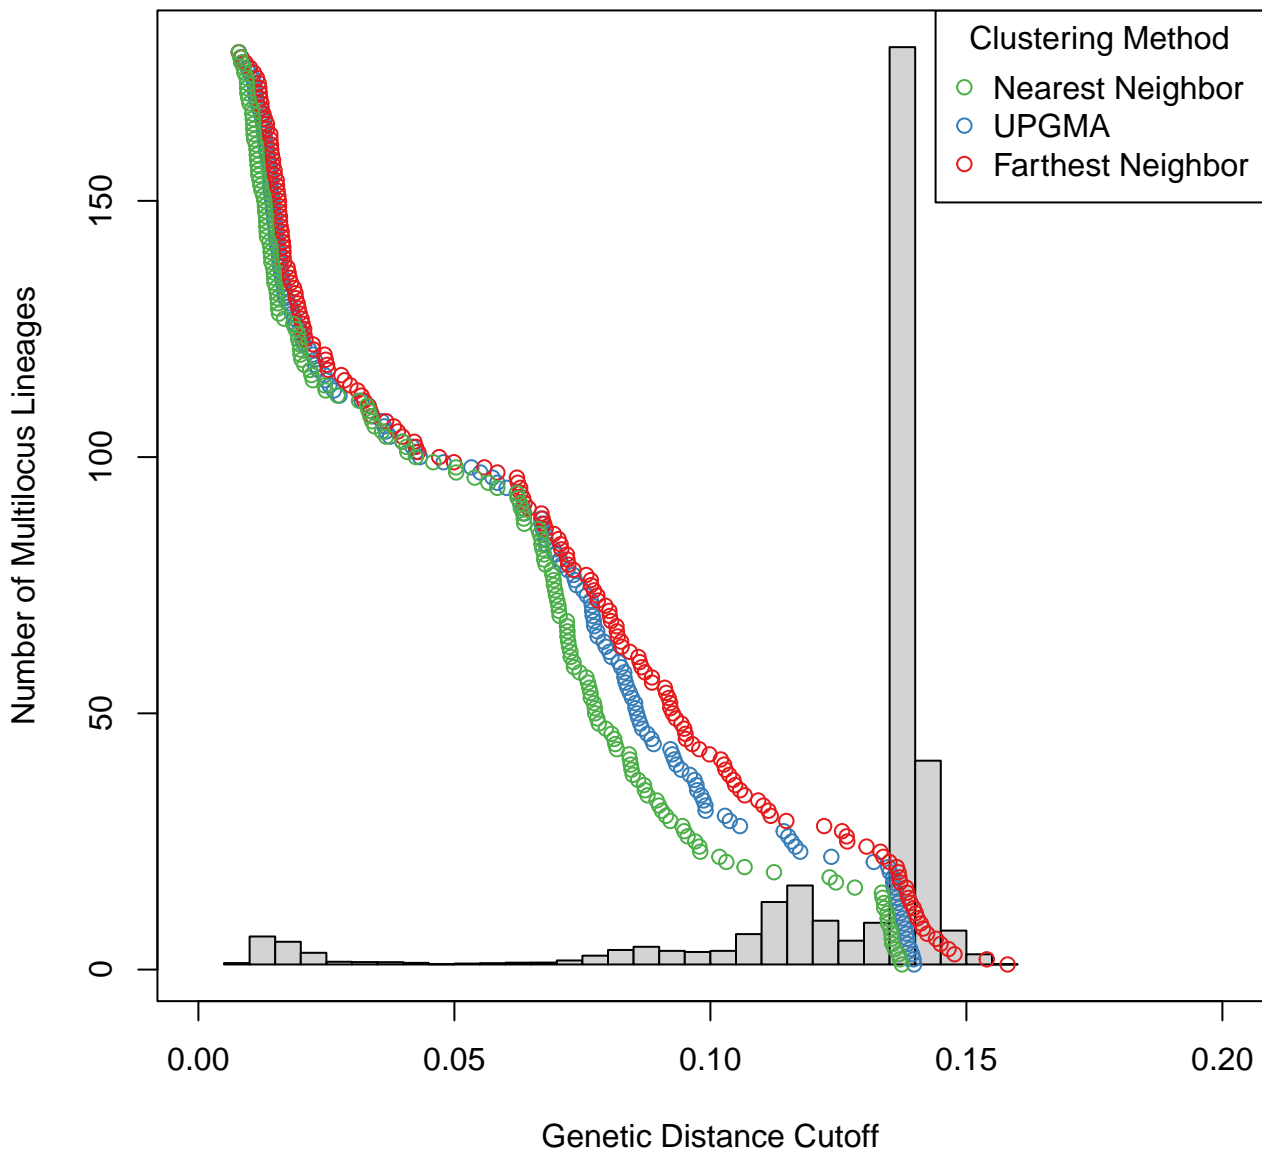 Clustering Method
Nearest Neighbor
UPGMA
Farthest Neighbor
Number of Multilocus Lineages
150
100
50
0
0.00 0.05 0.10 0.15 0.20
Genetic Distance Cutoff